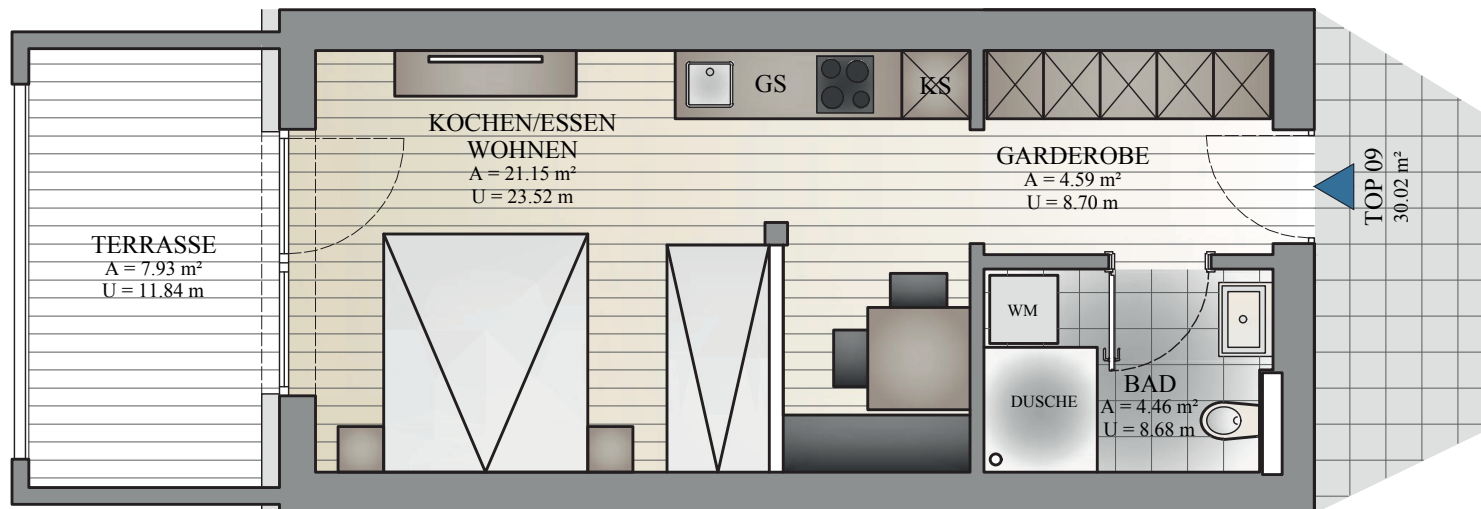 TERRASSE
A = 7.93 m²
U = 11.84 m
KOCHEN/ESSEN
WOHNEN
A = 21.15 m²
U = 23.52 m
GS
KS
GARDEROBE
A = 4.59 m²
U = 8.70 m
TOP 09
30.02 m²
WM
DUSCHE
BAD
A = 4.46 m²
U = 8.68 m